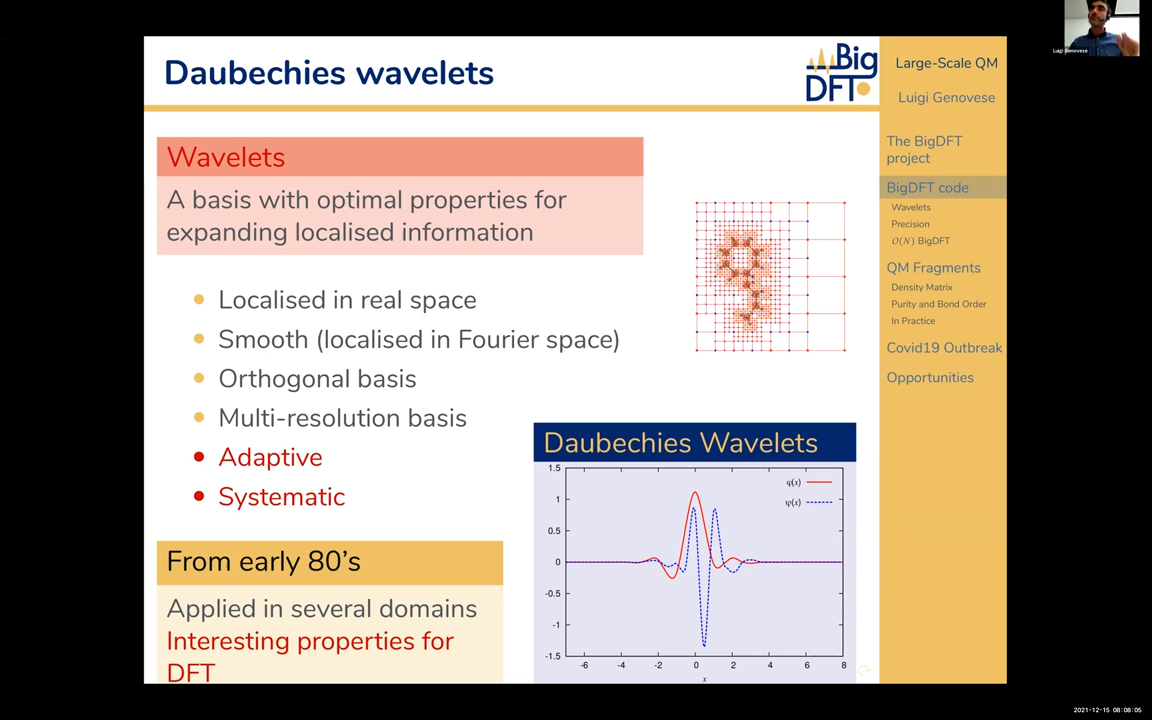 Daubechies wavelets
Big
DFT
Wavelets
A basis with optimal properties for
expanding localised information
Localised in real space
Smooth (localised in Fourier space)
Orthogonal basis
Multi-resolution basis
Adaptive
Systematic
From early 80's
Applied in several domains
Interesting properties for
DFT
Daubechies Wavelets
φ(x)
ψ(x)
1.5
1
0.5
0
-0.5
-1
-1.5
-6 -4 -2 0 2 4 6 8
x
Large-Scale QM
Luigi Genovese
The BigDFT
project
BigDFT code
Wavelets
Precision
O(N) BigDFT
QM Fragments
Density Matrix
Purity and Bond Order
In Practice
Covid19 Outbreak
Opportunities
Luigi Genovese
2021-12-15 08:08:05